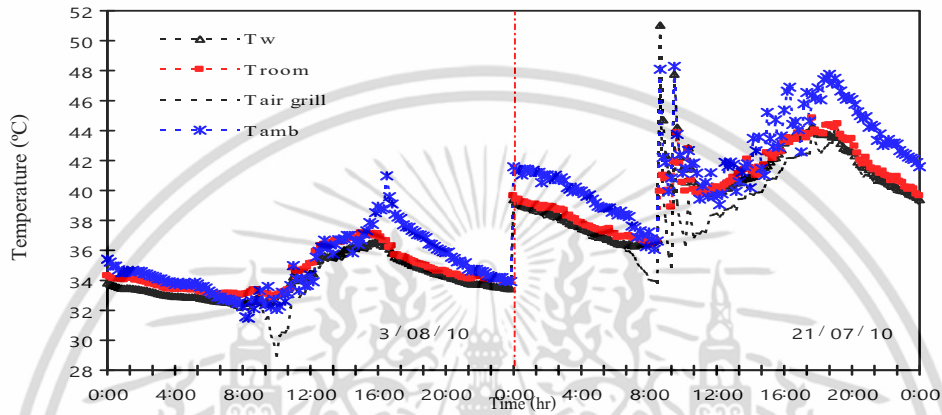 52
50
48
46
44
42
40
38
36
34
32
30
28
Temperature (ºC)
Tw
Troom
Tair grill
Tamb
3/08/10
21/07/10
0:00 4:00 8:00 12:00 16:00 20:00 0:00 4:00 8:00 12:00 16:00 20:00 0:00
Time (hr)